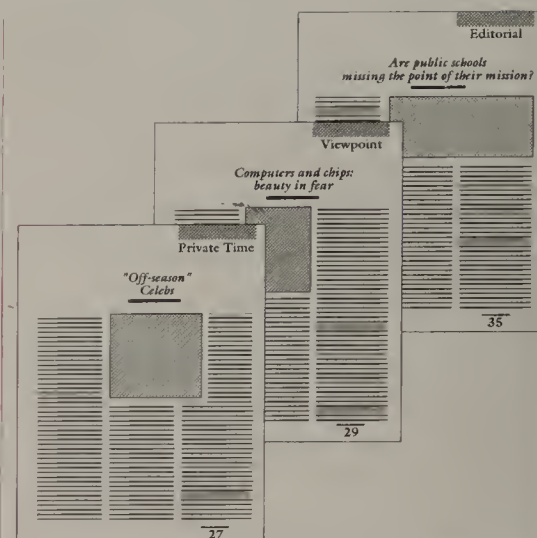 Editorial
Are public schools
missing the point of their mission?
35
Viewpoint
Computers and chips:
beauty in fear
29
Private Time
"Off-season"
Celebs
27